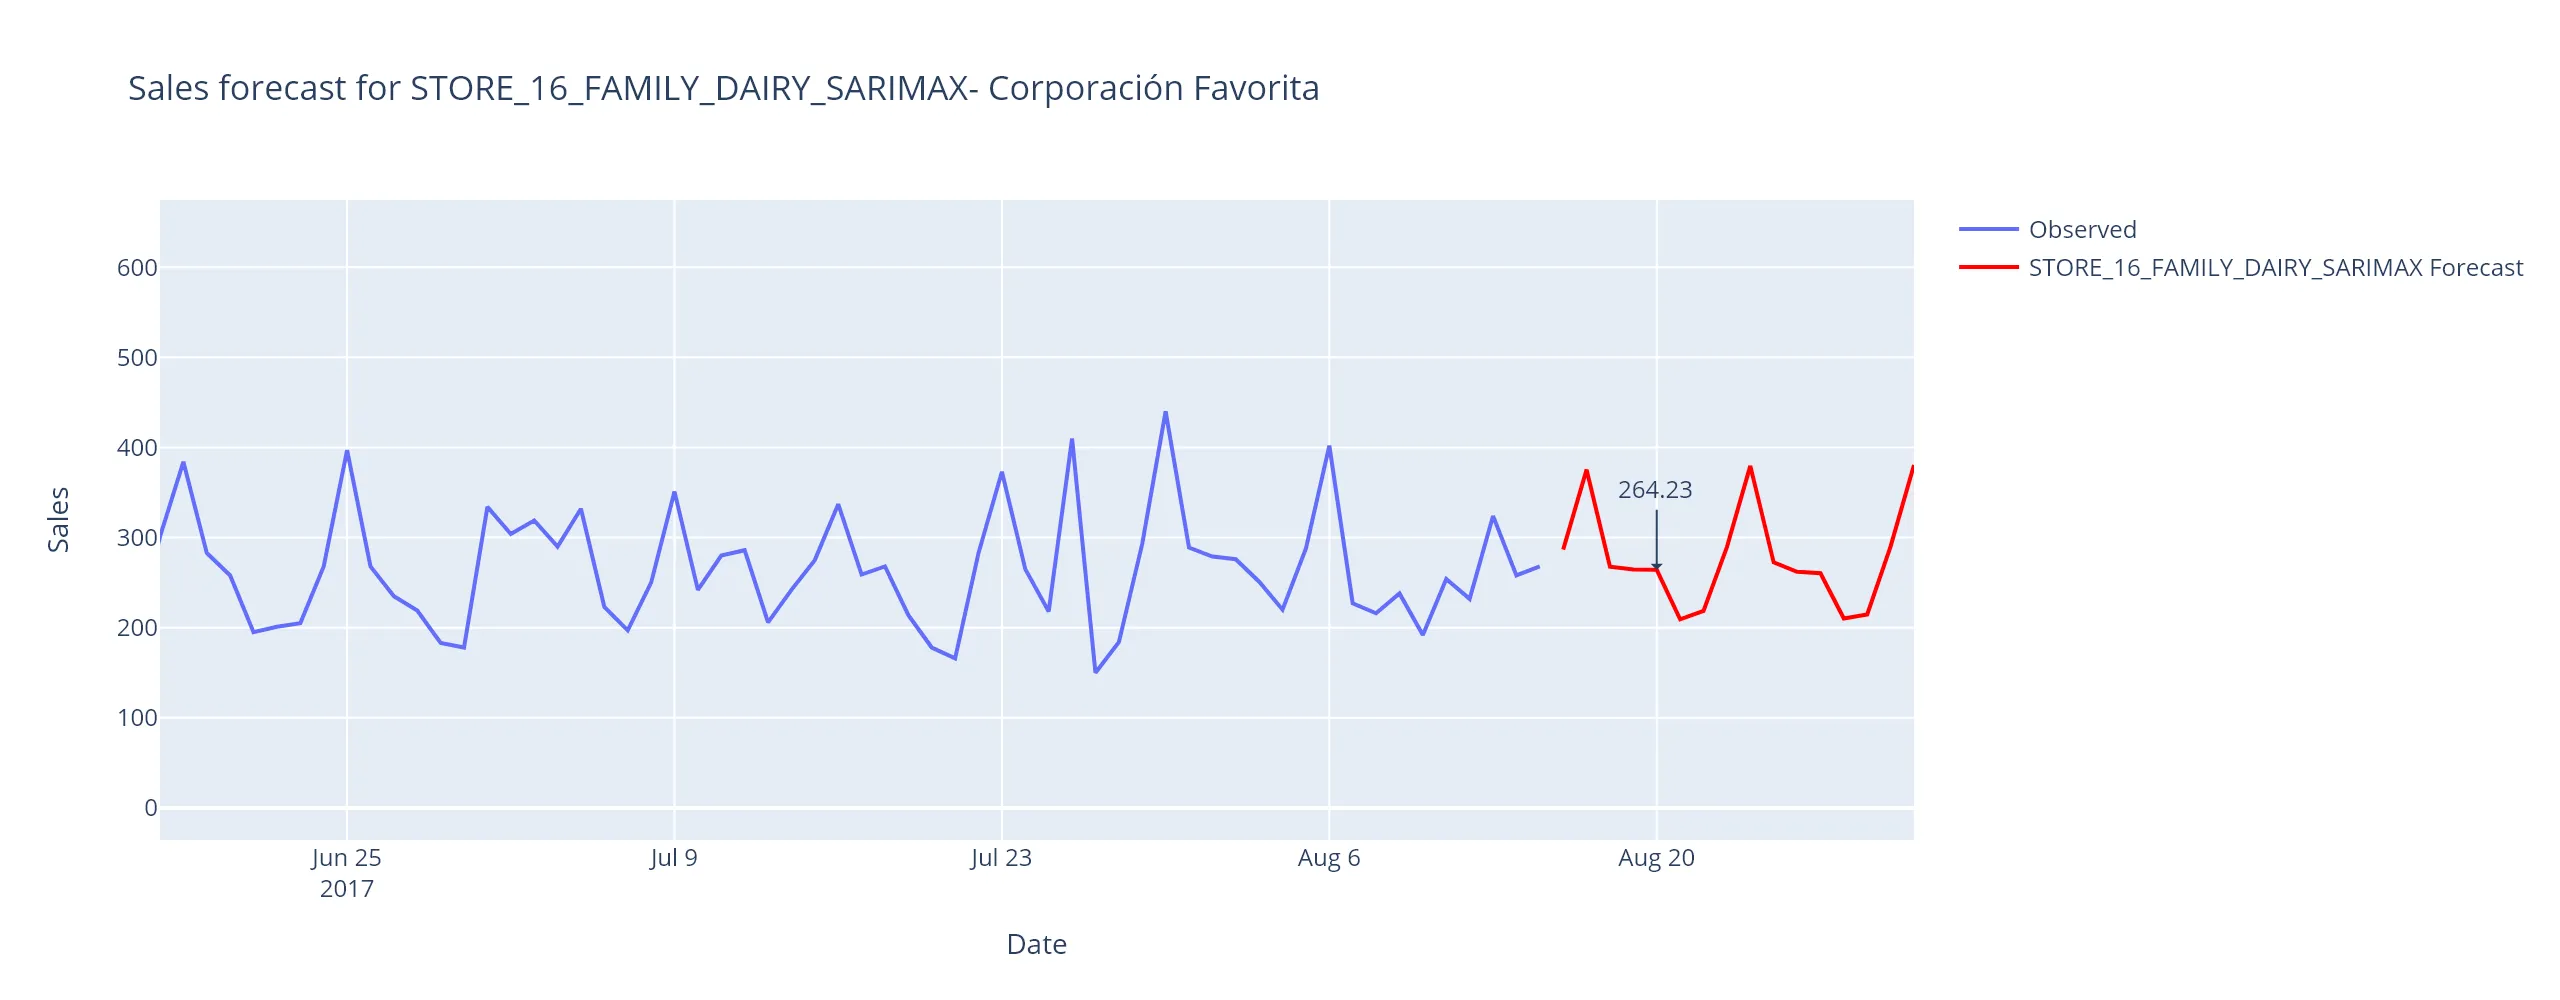 Sales forecast for STORE_16_FAMILY_DAIRY_SARIMAX- Corporación Favorita
Observed
STORE_16_FAMILY_DAIRY_SARIMAX Forecast
600
500
400
300
200
100
0
Sales
264.23
Jun 25
2017
Jul 9
Jul 23
Aug 6
Aug 20
Date